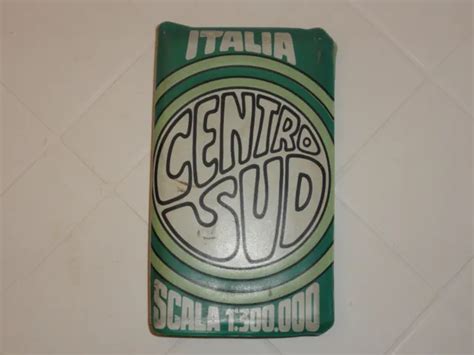 ITALIA
CENTRO
SUD
SCALA 1:300.000